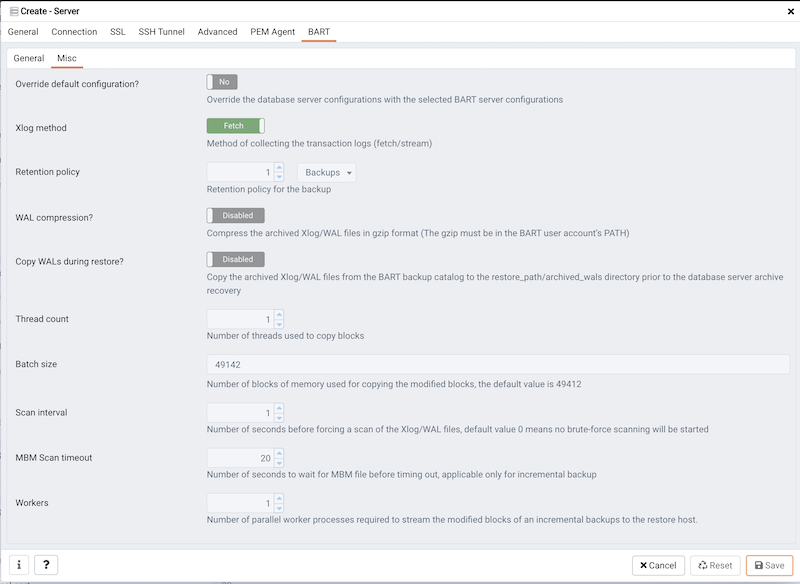 Create - Server
General Connection SSL SSH Tunnel Advanced PEM Agent BART
General Misc
Override default configuration? No
Override the database server configurations with the selected BART server configurations
Xlog method Fetch
Method of collecting the transaction logs (fetch/stream)
Retention policy 1 Backups
Retention policy for the backup
WAL compression? Disabled
Compress the archived Xlog/WAL files in gzip format (The gzip must be in the BART user account's PATH)
Copy WALs during restore? Disabled
Copy the archived Xlog/WAL files from the BART backup catalog to the restore_path/archived_wals directory prior to the database server archive
recovery
Thread count 1
Number of threads used to copy blocks
Batch size 49142
Number of blocks of memory used for copying the modified blocks, the default value is 49412
Scan interval 1
Number of seconds before forcing a scan of the Xlog/WAL files, default value 0 means no brute-force scanning will be started
MBM Scan timeout 20
Number of seconds to wait for MBM file before timing out, applicable only for incremental backup
Workers 1
Number of parallel worker processes required to stream the modified blocks of an incremental backups to the restore host.
i ? Cancel Reset Save